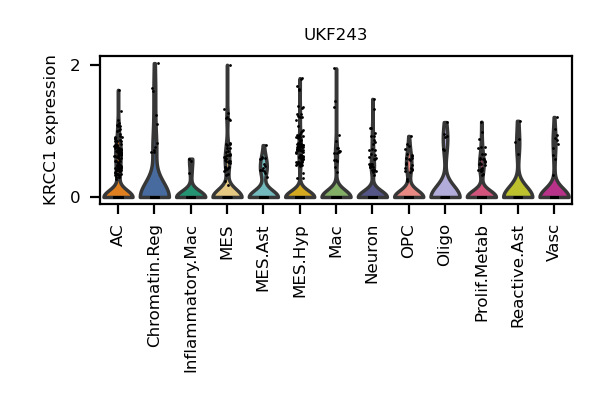 UKF243
KRCC1 expression
2
0
AC
Chromatin.Reg
Inflammatory.Mac
MES
MES.Ast
MES.Hyp
Mac
Neuron
OPC
Oligo
Prolif.Metab
Reactive.Ast
Vasc